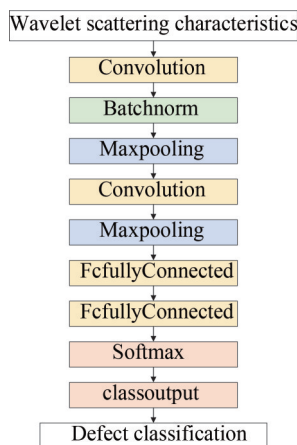 Wavelet scattering characteristics
Convolution
Batchnorm
Maxpooling
Convolution
Maxpooling
FcfullyConnected
FcfullyConnected
Softmax
classoutput
Defect classification